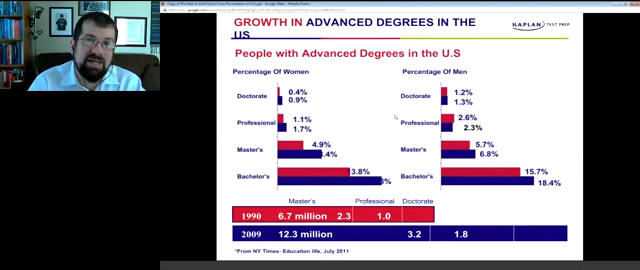 GROWTH IN ADVANCED DEGREES IN THE
US
KAPLAN TEST PREP
People with Advanced Degrees in the U.S
Percentage Of Women
Percentage Of Men
Doctorate
0.4%
0.9%
Doctorate
1.2%
1.3%
Professional
1.1%
1.7%
Professional
2.6%
2.3%
Master's
4.9%
.4%
Master's
5.7%
6.8%
Bachelor's
3.8%
Bachelor's
15.7%
18.4%
Master's Professional Doctorate
1990 6.7 million 2.3 1.0
2009 12.3 million 3.2 1.8
*From NY Times- Education life, July 2011